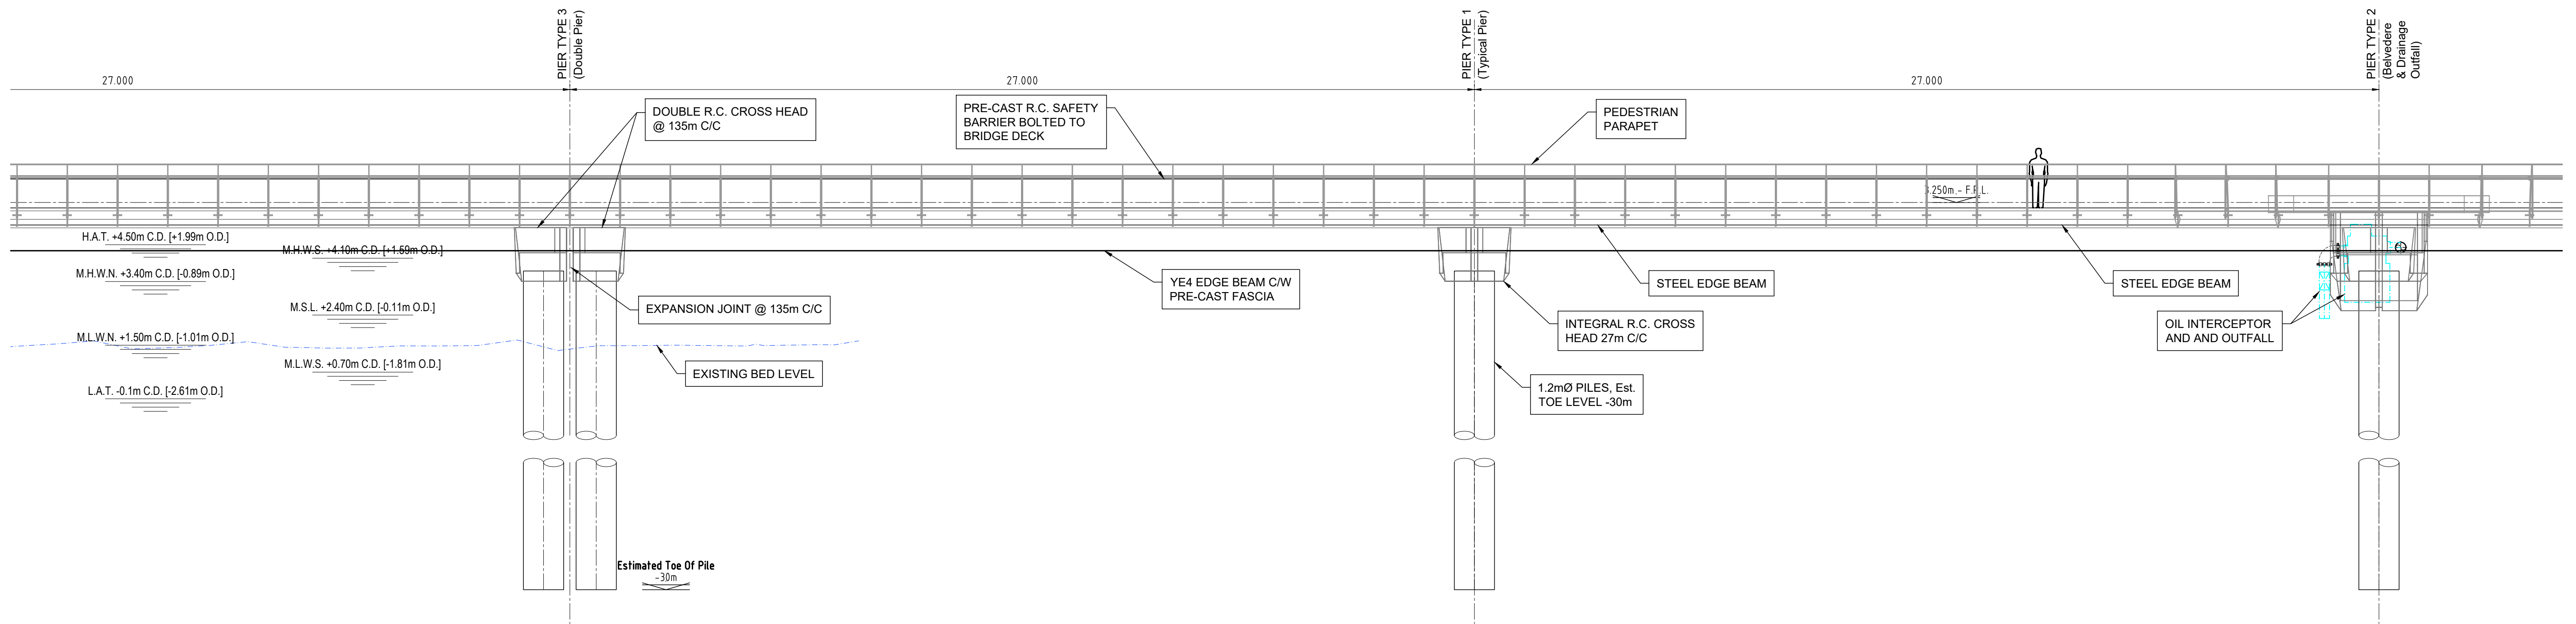 PIER TYPE 3
(Double Pier)
PIER TYPE 1
(Typical Pier)
PIER TYPE 2
(Belvedere
& Drainage
Outfall)
27.000
27.000
27.000
DOUBLE R.C. CROSS HEAD
@ 135m C/C
PRE-CAST R.C. SAFETY
BARRIER BOLTED TO
BRIDGE DECK
PEDESTRIAN
PARAPET
3.250m.- F.R.L.
H.A.T. +4.50m C.D. [+1.99m O.D.]
M.H.W.S. +4.10m C.D. [+1.59m O.D.]
M.H.W.N. +3.40m C.D. [-0.89m O.D.]
M.S.L. +2.40m C.D. [-0.11m O.D.]
M.L.W.N. +1.50m C.D. [-1.01m O.D.]
M.L.W.S. +0.70m C.D. [-1.81m O.D.]
L.A.T. -0.1m C.D. [-2.61m O.D.]
EXPANSION JOINT @ 135m C/C
EXISTING BED LEVEL
YE4 EDGE BEAM C/W
PRE-CAST FASCIA
STEEL EDGE BEAM
STEEL EDGE BEAM
INTEGRAL R.C. CROSS
HEAD 27m C/C
OIL INTERCEPTOR
AND AND OUTFALL
1.2mØ PILES, Est.
TOE LEVEL -30m
Estimated Toe Of Pile
-30m